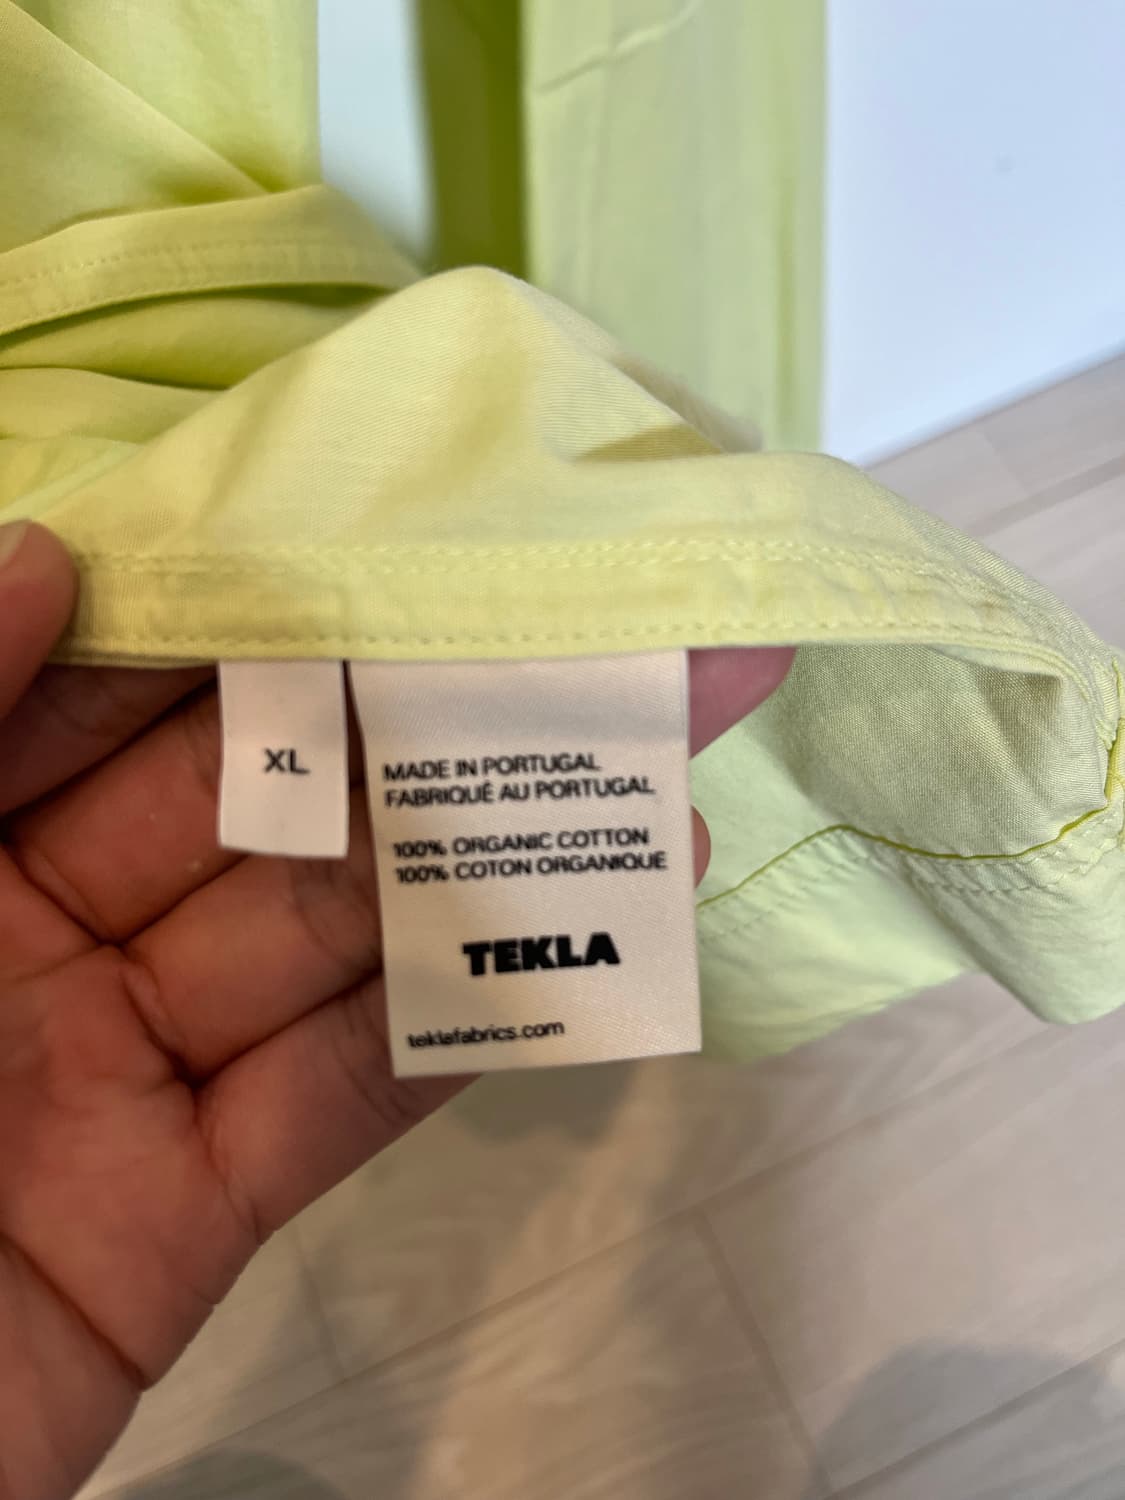 XL
MADE IN PORTUGAL
FABRIQUÉ AU PORTUGAL
100% ORGANIC COTTON
100% COTON ORGANIQUE
TEKLA
teklafabrics.com